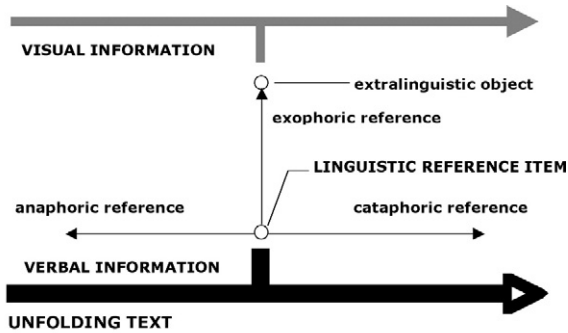 VISUAL INFORMATION
extralinguistic object
exophoric reference
LINGUISTIC REFERENCE ITEM
anaphoric reference
cataphoric reference
VERBAL INFORMATION
UNFOLDING TEXT